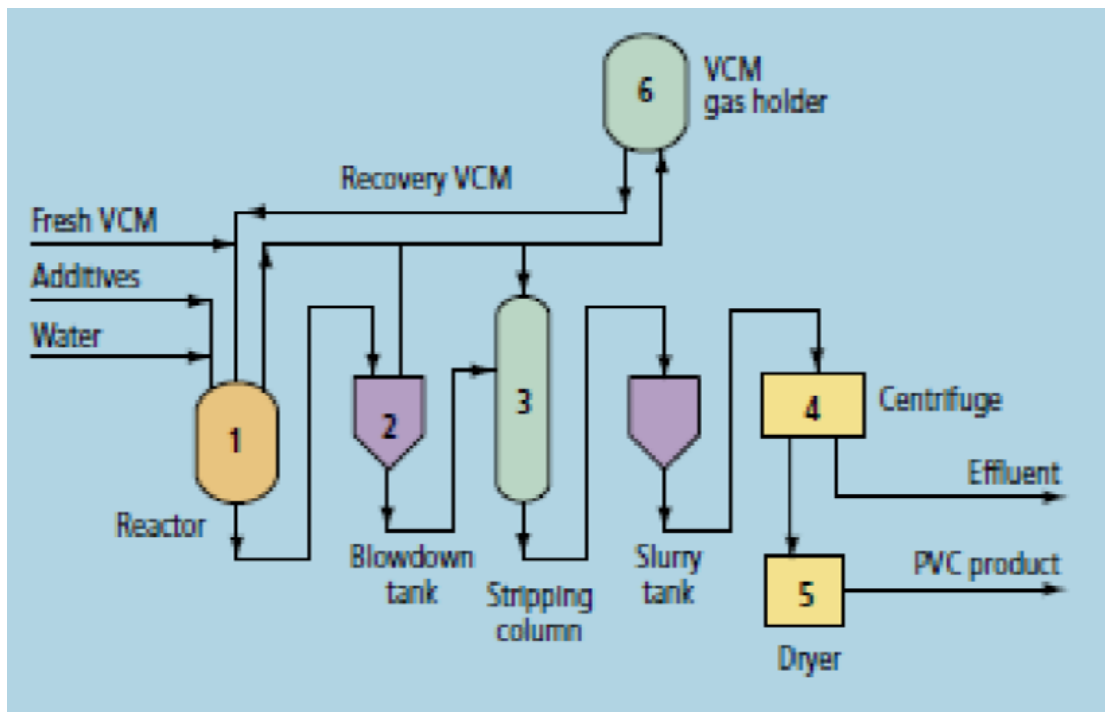 6
VCM
gas holder
Recovery VCM
Fresh VCM
Additives
Water
1
2
3
4
Centrifuge
Effluent
Reactor
Blowdown
tank
Stripping
column
Slurry
tank
PVC product
5
Dryer